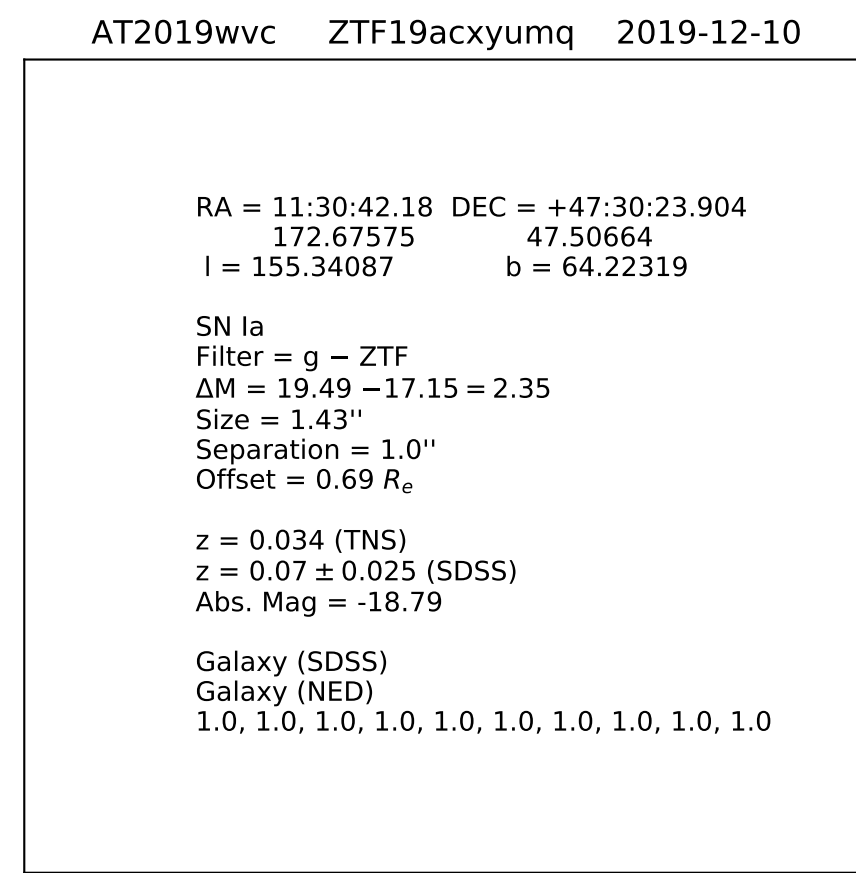 AT2019wvc ZTF19acxyumq 2019-12-10
RA = 11:30:42.18 DEC = +47:30:23.904
172.67575 47.50664
l = 155.34087 b = 64.22319
SN Ia
Filter = g − ZTF
ΔM = 19.49 −17.15 = 2.35
Size = 1.43''
Separation = 1.0''
Offset = 0.69 Rₑ
z = 0.034 (TNS)
z = 0.07 ± 0.025 (SDSS)
Abs. Mag = -18.79
Galaxy (SDSS)
Galaxy (NED)
1.0, 1.0, 1.0, 1.0, 1.0, 1.0, 1.0, 1.0, 1.0, 1.0